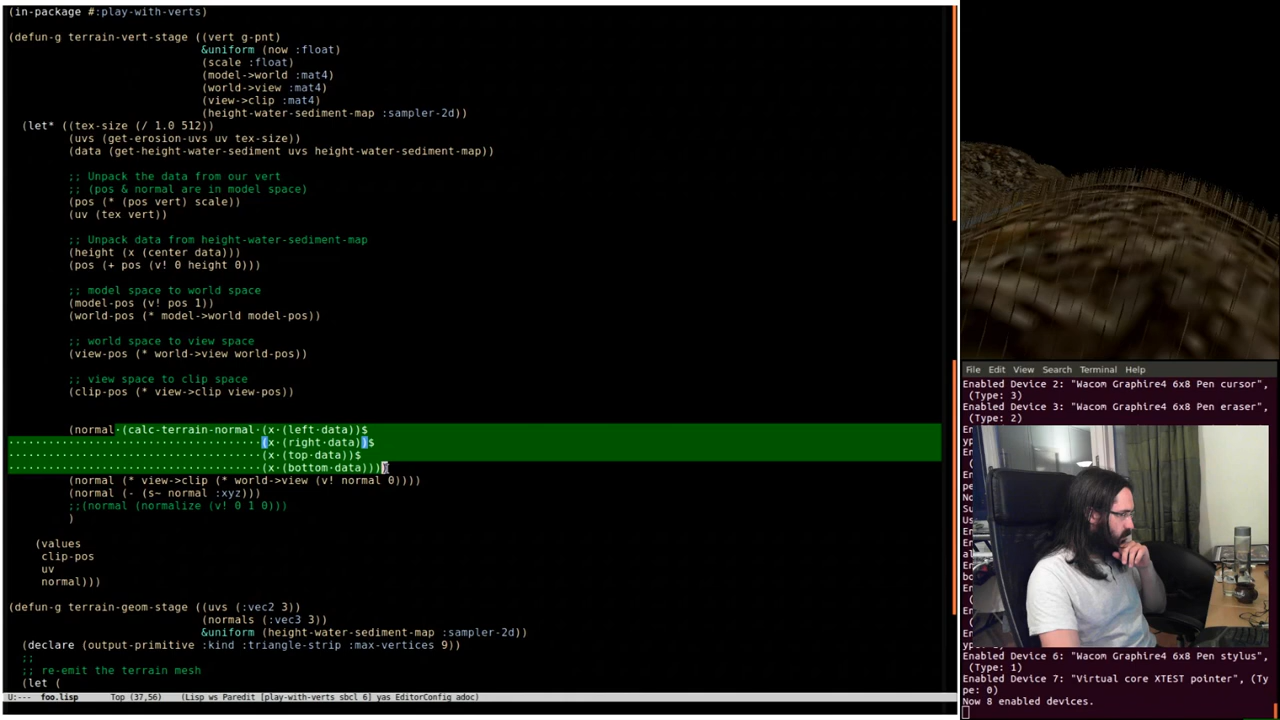 (in-package #:play-with-verts)
(defun-g terrain-vert-stage ((vert g-pnt)
&uniform (now :float)
(scale :float)
(model->world :mat4)
(world->view :mat4)
(view->clip :mat4)
(height-water-sediment-map :sampler-2d))
(let* ((tex-size (/ 1.0 512))
(uvs (get-erosion-uvs uv tex-size))
(data (get-height-water-sediment uvs height-water-sediment-map))
;; Unpack the data from our vert
;; (pos & normal are in model space)
(pos (* (pos vert) scale))
(uv (tex vert))
;; Unpack data from height-water-sediment-map
(height (x (center data)))
(pos (+ pos (v! 0 height 0)))
;; model space to world space
(model-pos (v! pos 1))
(world-pos (* model->world model-pos))
;; world space to view space
(view-pos (* world->view world-pos))
;; view space to clip space
(clip-pos (* view->clip view-pos))
(normal·(calc-terrain-normal·(x·(left·data))$
(x·(right·data))$
(x·(top·data))$
(x·(bottom·data))))
(normal (* view->clip (* world->view (v! normal 0))))
(normal (- (s~ normal :xyz)))
;;(normal (normalize (v! 0 1 0)))
)
(values
clip-pos
uv
normal)))
(defun-g terrain-geom-stage ((uvs (:vec2 3))
(normals (:vec3 3))
&uniform (height-water-sediment-map :sampler-2d))
(declare (output-primitive :kind :triangle-strip :max-vertices 9))
;;
;; re-emit the terrain mesh
(let (
U:--- foo.lisp Top (37,56) (Lisp ws Paredit [play-with-verts sbcl 6] yas EditorConfig adoc)
File Edit View Search Terminal Help
Enabled Device 2: "Wacom Graphire4 6x8 Pen cursor",
(Type: 3)
Enabled Device 3: "Wacom Graphire4 6x8 Pen eraser",
(Type: 2)
Enabled Device 6: "Wacom Graphire4 6x8 Pen stylus",
(Type: 1)
Enabled Device 7: "Virtual core XTEST pointer", (Ty
pe: 0)
Now 8 enabled devices.